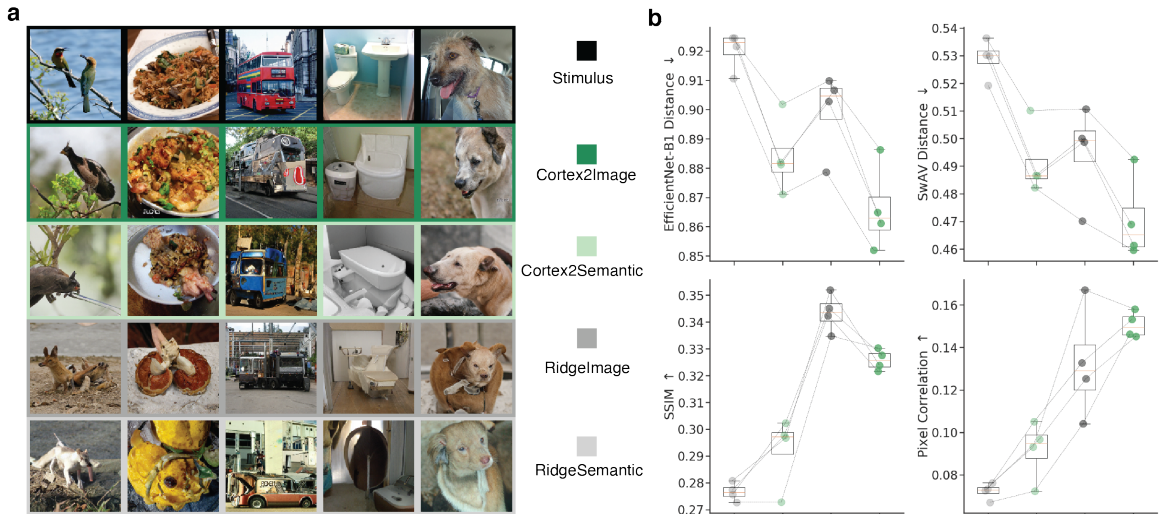 a
Stimulus
Cortex2Image
Cortex2Semantic
RidgeImage
RidgeSemantic
b
EfficientNet-B1 Distance ↓
0.92
0.91
0.90
0.89
0.88
0.87
0.86
0.85
SwAV Distance ↓
0.54
0.53
0.52
0.51
0.50
0.49
0.48
0.47
0.46
SSIM ↑
0.35
0.34
0.33
0.32
0.31
0.30
0.29
0.28
0.27
Pixel Correlation ↑
0.16
0.14
0.12
0.10
0.08